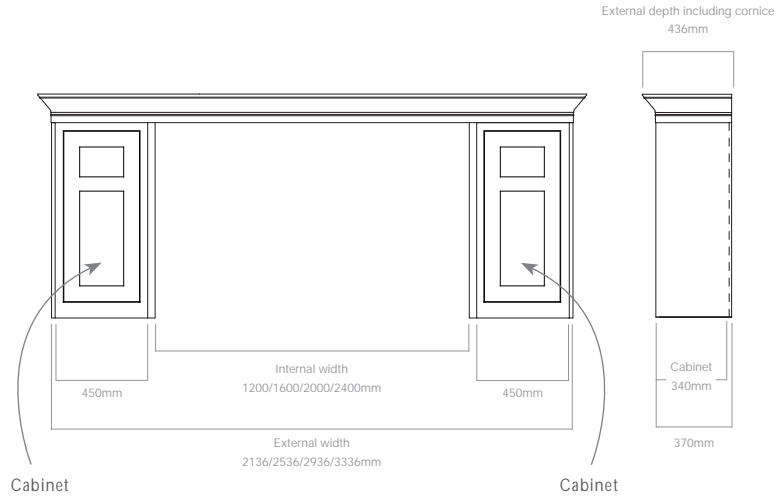 External depth including cornice
436mm
Internal width
1200/1600/2000/2400mm
450mm
450mm
Cabinet
340mm
External width
2136/2536/2936/3336mm
370mm
Cabinet
Cabinet